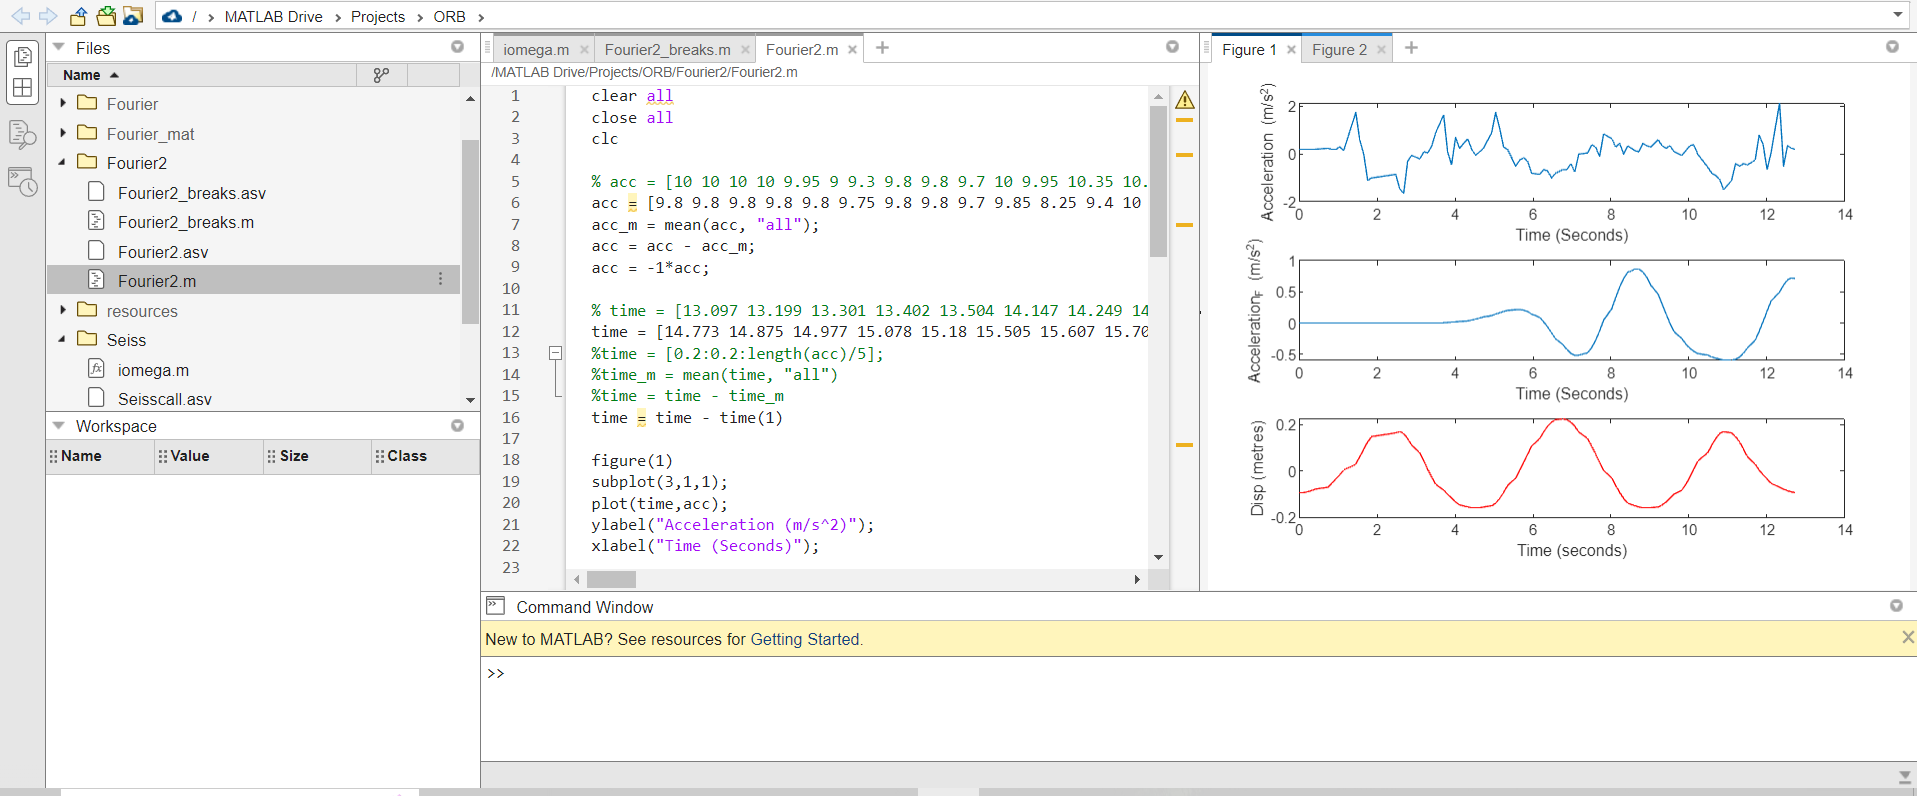 / › MATLAB Drive › Projects › ORB ›
Files
Name
Fourier
Fourier_mat
Fourier2
Fourier2_breaks.asv
Fourier2_breaks.m
Fourier2.asv
Fourier2.m
resources
Seiss
fx iomega.m
Seisscall.asv
Workspace
Name Value Size Class
iomega.m × Fourier2_breaks.m × Fourier2.m × +
/MATLAB Drive/Projects/ORB/Fourier2/Fourier2.m
1 clear all
2 close all
3 clc
4
5 % acc = [10 10 10 10 9.95 9 9.3 9.8 9.8 9.7 10 9.95 10.35 10.
6 acc = [9.8 9.8 9.8 9.8 9.8 9.75 9.8 9.8 9.7 9.85 8.25 9.4 10
7 acc_m = mean(acc, "all");
8 acc = acc - acc_m;
9 acc = -1*acc;
10
11 % time = [13.097 13.199 13.301 13.402 13.504 14.147 14.249 14
12 time = [14.773 14.875 14.977 15.078 15.18 15.505 15.607 15.70
13 %time = [0.2:0.2:length(acc)/5];
14 %time_m = mean(time, "all")
15 %time = time - time_m
16 time = time - time(1)
17
18 figure(1)
19 subplot(3,1,1);
20 plot(time,acc);
21 ylabel("Acceleration (m/s^2)");
22 xlabel("Time (Seconds)");
23
Figure 1 × Figure 2 × +
Acceleration (m/s²)
2
0
-2
0 2 4 6 8 10 12 14
Time (Seconds)
Acceleration_F (m/s²)
1
0.5
0
-0.5
0 2 4 6 8 10 12 14
Time (Seconds)
Disp (metres)
0.2
0
-0.2
0 2 4 6 8 10 12 14
Time (seconds)
Command Window
New to MATLAB? See resources for Getting Started. ×
>>